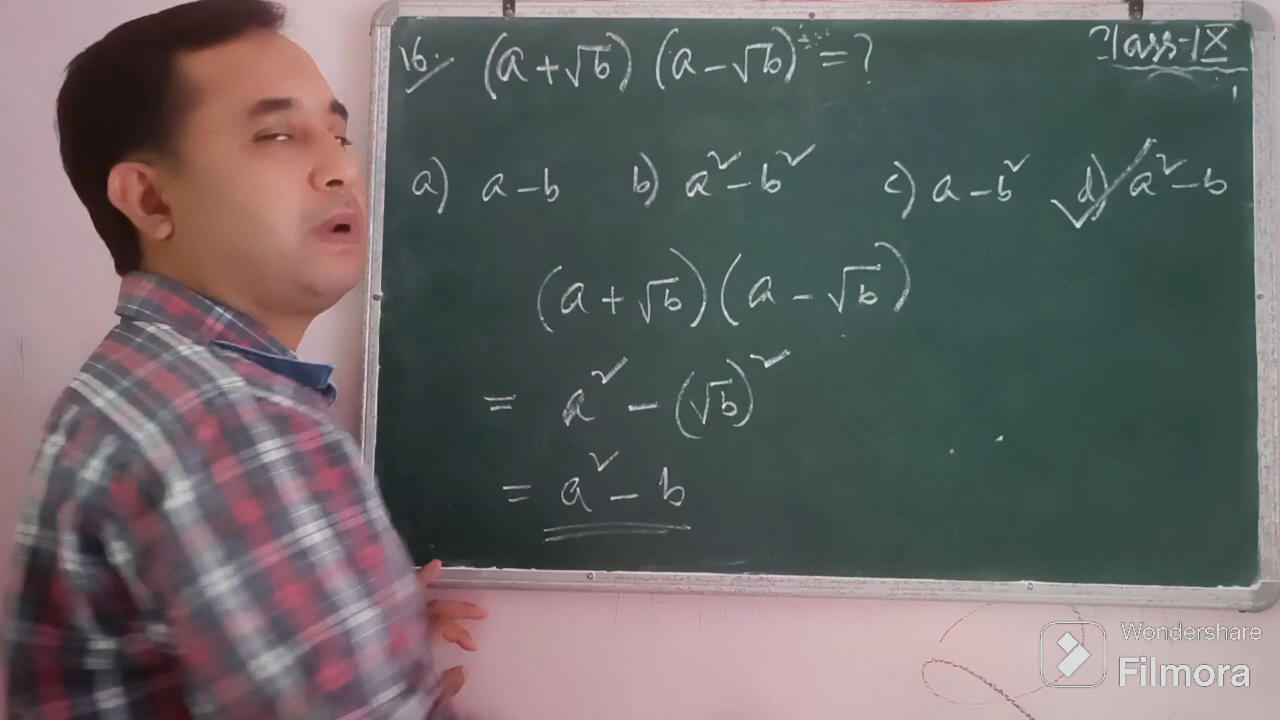 16. (a + √b) (a - √b) = ?
Class-IX
a) a - b b) a² - b² c) a - b² d) a² - b
(a + √b) (a - √b)
= a² - (√b)²
= a² - b
Wondershare
Filmora